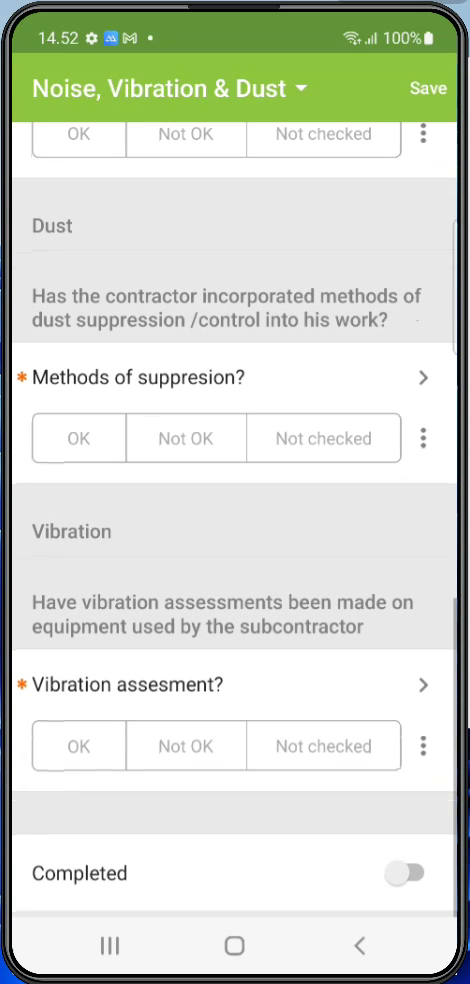 14.52 100%
Noise, Vibration & Dust Save
OK Not OK Not checked
Dust
Has the contractor incorporated methods of
dust suppression /control into his work?
* Methods of suppresion?
OK Not OK Not checked
Vibration
Have vibration assessments been made on
equipment used by the subcontractor
* Vibration assesment?
OK Not OK Not checked
Completed